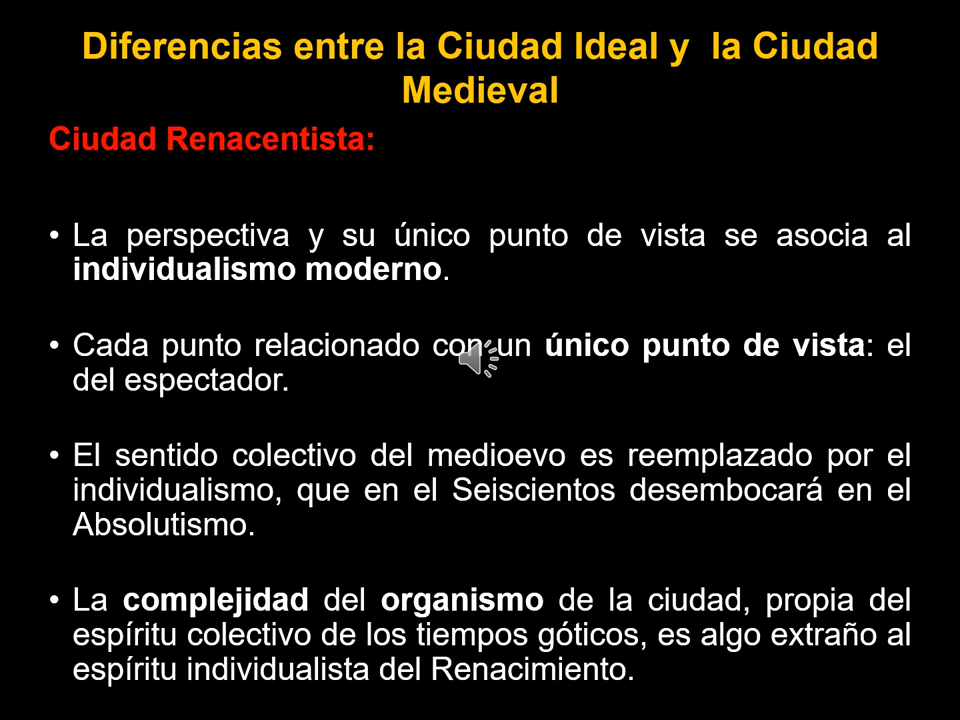 Diferencias entre la Ciudad Ideal y la Ciudad
Medieval
Ciudad Renacentista:
• La perspectiva y su único punto de vista se asocia al
individualismo moderno.
• Cada punto relacionado con un único punto de vista: el
del espectador.
• El sentido colectivo del medioevo es reemplazado por el
individualismo, que en el Seiscientos desembocará en el
Absolutismo.
• La complejidad del organismo de la ciudad, propia del
espíritu colectivo de los tiempos góticos, es algo extraño al
espíritu individualista del Renacimiento.